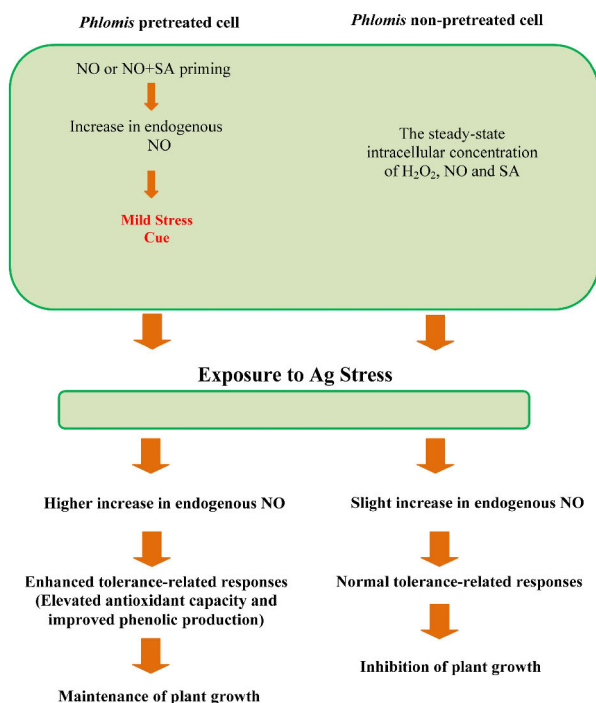 Phlomis pretreated cell
Phlomis non-pretreated cell
NO or NO+SA priming
Increase in endogenous
NO
Mild Stress
Cue
The steady-state
intracellular concentration
of H₂O₂, NO and SA
Exposure to Ag Stress
Higher increase in endogenous NO
Enhanced tolerance-related responses
(Elevated antioxidant capacity and
improved phenolic production)
Maintenance of plant growth
Slight increase in endogenous NO
Normal tolerance-related responses
Inhibition of plant growth